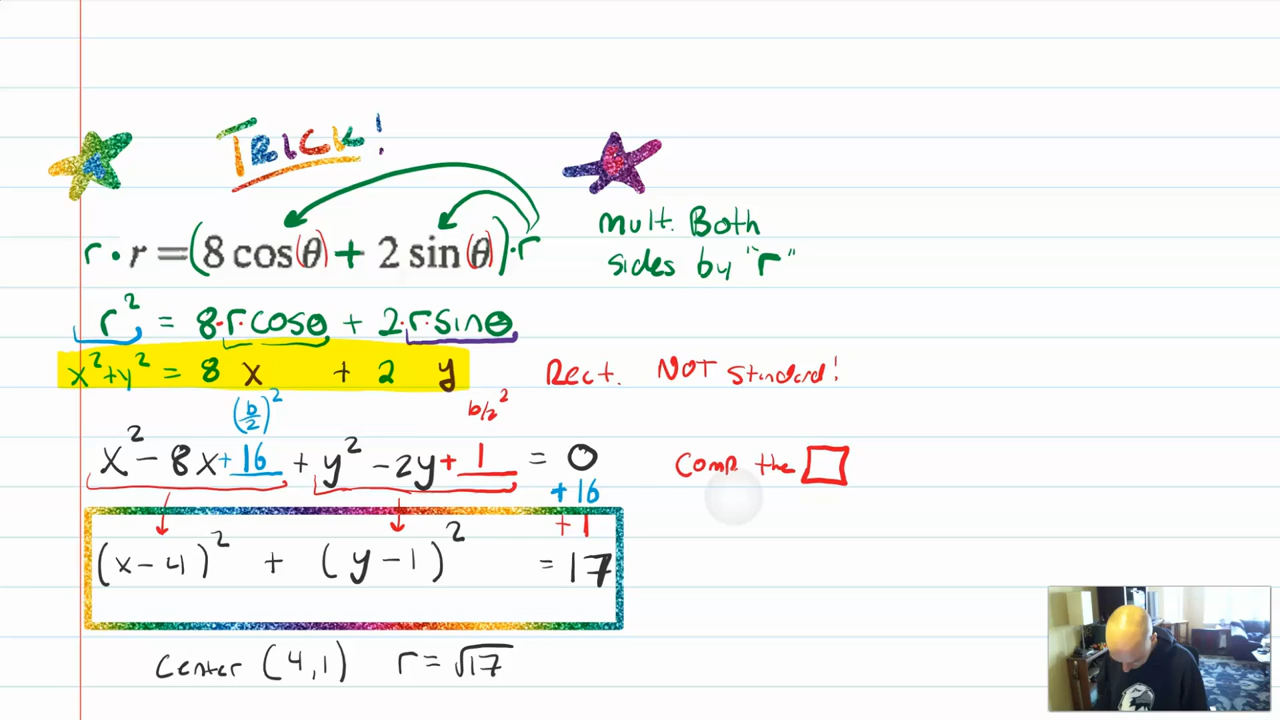 TRICK!
r · r = (8 cos(θ) + 2 sin(θ)) · r
mult. Both
sides by "r"
r² = 8·r·cosθ + 2·r·sinθ
x²+y² = 8 x + 2 y
Rect. NOT standard!
(b/2)²
b/2²
x² - 8x + 16 + y² - 2y + 1 = 0
Comp. the □
+ 16
+ 1
(x - 4)² + (y - 1)² = 17
Center (4,1) r = √17